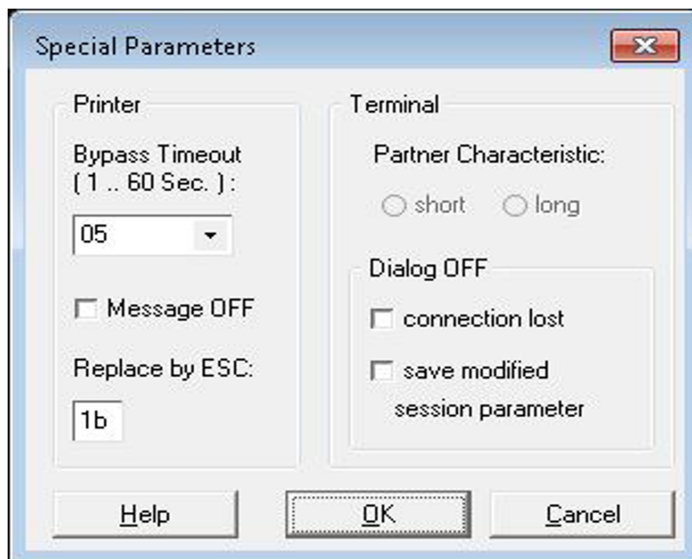 Special Parameters
Printer
Bypass Timeout
( 1 .. 60 Sec. ) :
05
Message OFF
Replace by ESC:
1b
Terminal
Partner Characteristic:
short long
Dialog OFF
connection lost
save modified
session parameter
Help OK Cancel